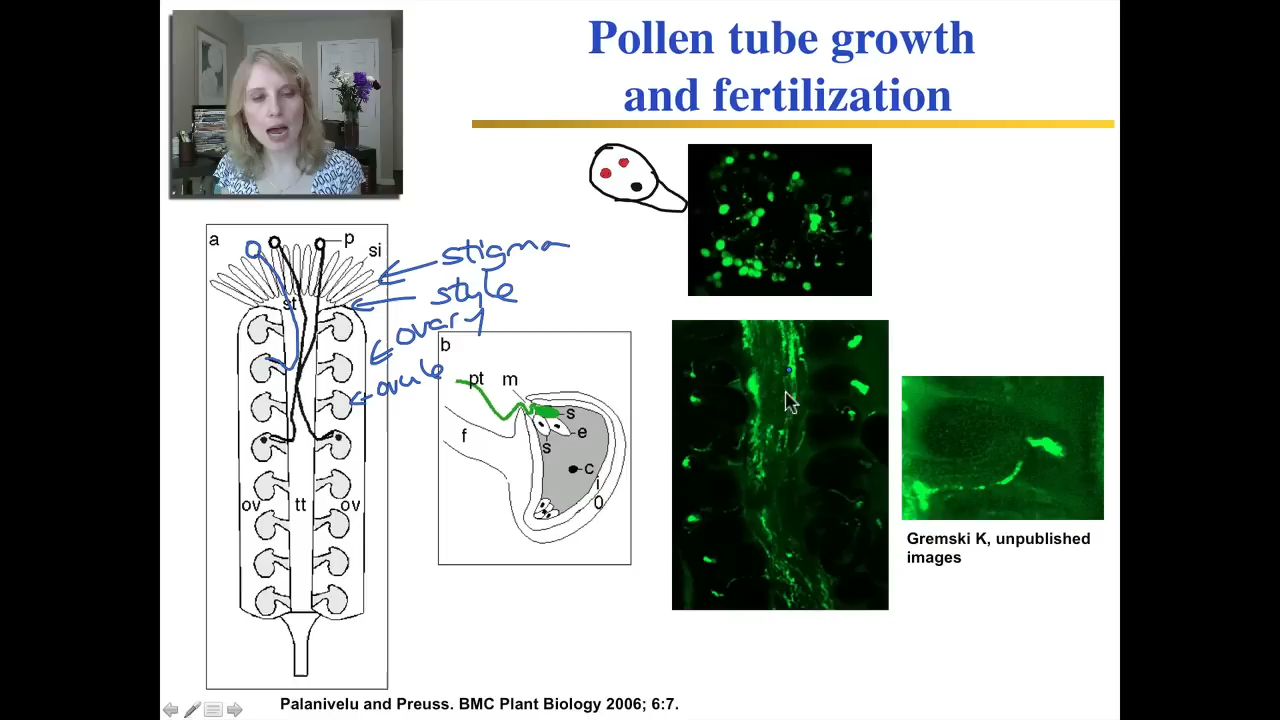 Pollen tube growth
and fertilization
a
p
si
st
stigma
style
ovary
ovule
ov
tt
ov
b
pt
m
s
e
s
f
c
i
o
Gremski K, unpublished
images
Palanivelu and Preuss. BMC Plant Biology 2006; 6:7.